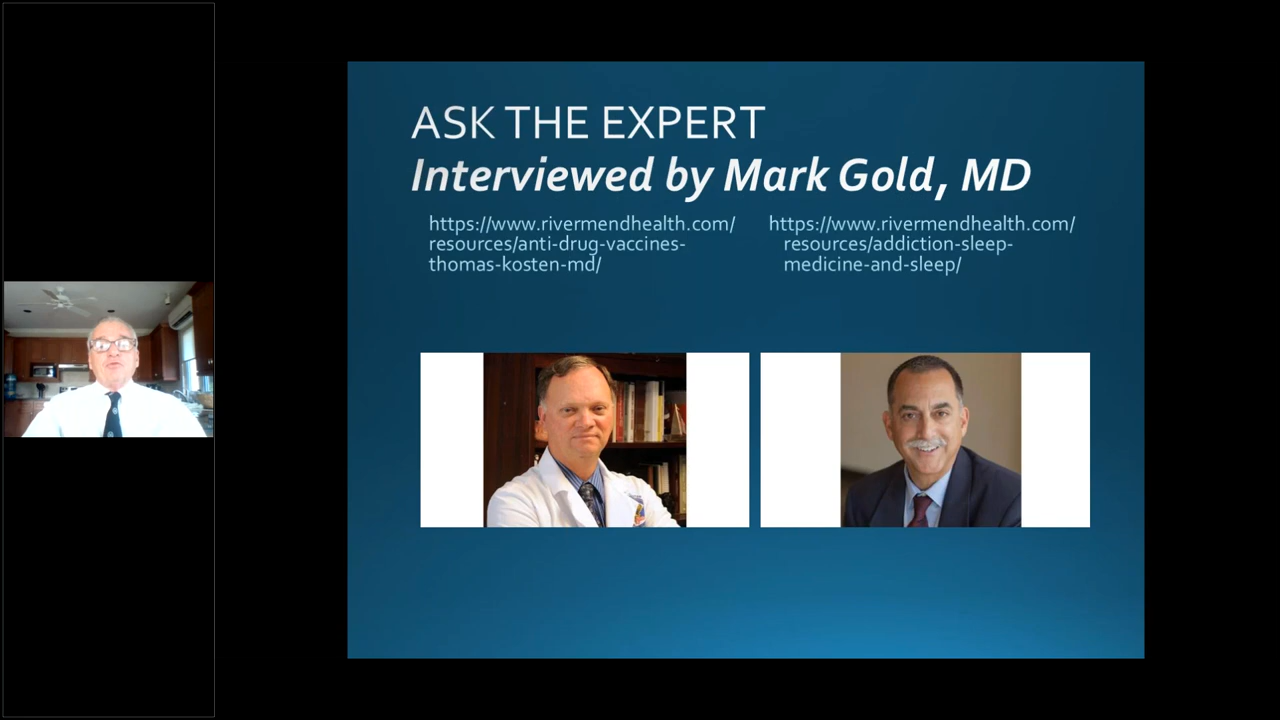 ASK THE EXPERT
Interviewed by Mark Gold, MD
https://www.rivermendhealth.com/
resources/anti-drug-vaccines-
thomas-kosten-md/
https://www.rivermendhealth.com/
resources/addiction-sleep-
medicine-and-sleep/